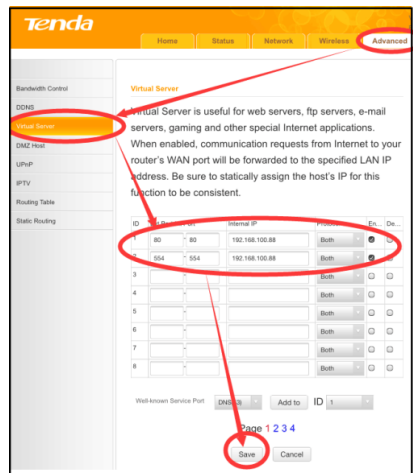 Tenda
Home Status Network Wireless Advanced
Bandwidth Control
DDNS
Virtual Server
DMZ Host
UPnP
IPTV
Routing Table
Static Routing
Virtual Server
Virtual Server is useful for web servers, ftp servers, e-mail
servers, gaming and other special Internet applications.
When enabled, communication requests from Internet to your
router's WAN port will be forwarded to the specified LAN IP
address. Be sure to statically assign the host's IP for this
function to be consistent.
ID Internal IP En... De...
1 80 - 80 192.168.100.88 Both
2 554 - 554 192.168.100.88 Both
3 - Both
4 - Both
5 - Both
6 - Both
7 - Both
8 - Both
Well-known Service Port Add to ID 1
Page 1 2 3 4
Save Cancel